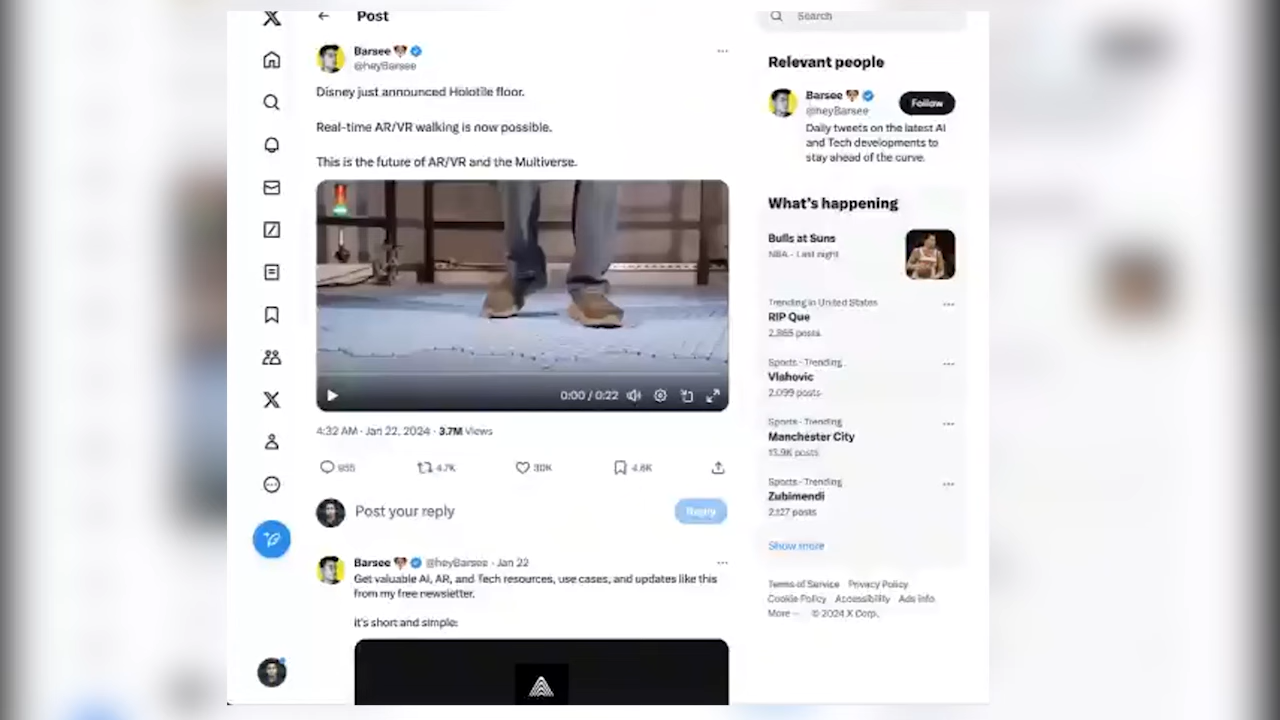 Post
Search
Barsee
@heyBarsee
Disney just announced Holotile floor.
Real-time AR/VR walking is now possible.
This is the future of AR/VR and the Multiverse.
0:00 / 0:22
4:32 AM · Jan 22, 2024 · 3.7M Views
955 4.7K 30K 4.6K
Post your reply
Reply
Barsee @heyBarsee · Jan 22
Get valuable AI, AR, and Tech resources, use cases, and updates like this
from my free newsletter.
it's short and simple:
Relevant people
Barsee
@heyBarsee
Follow
Daily tweets on the latest AI
and Tech developments to
stay ahead of the curve.
What's happening
Bulls at Suns
NBA · Last night
Trending in United States
RIP Que
2,365 posts
Sports · Trending
Vlahovic
2,099 posts
Sports · Trending
Manchester City
13.9K posts
Sports · Trending
Zubimendi
2,127 posts
Show more
Terms of Service Privacy Policy
Cookie Policy Accessibility Ads info
More ··· © 2024 X Corp.